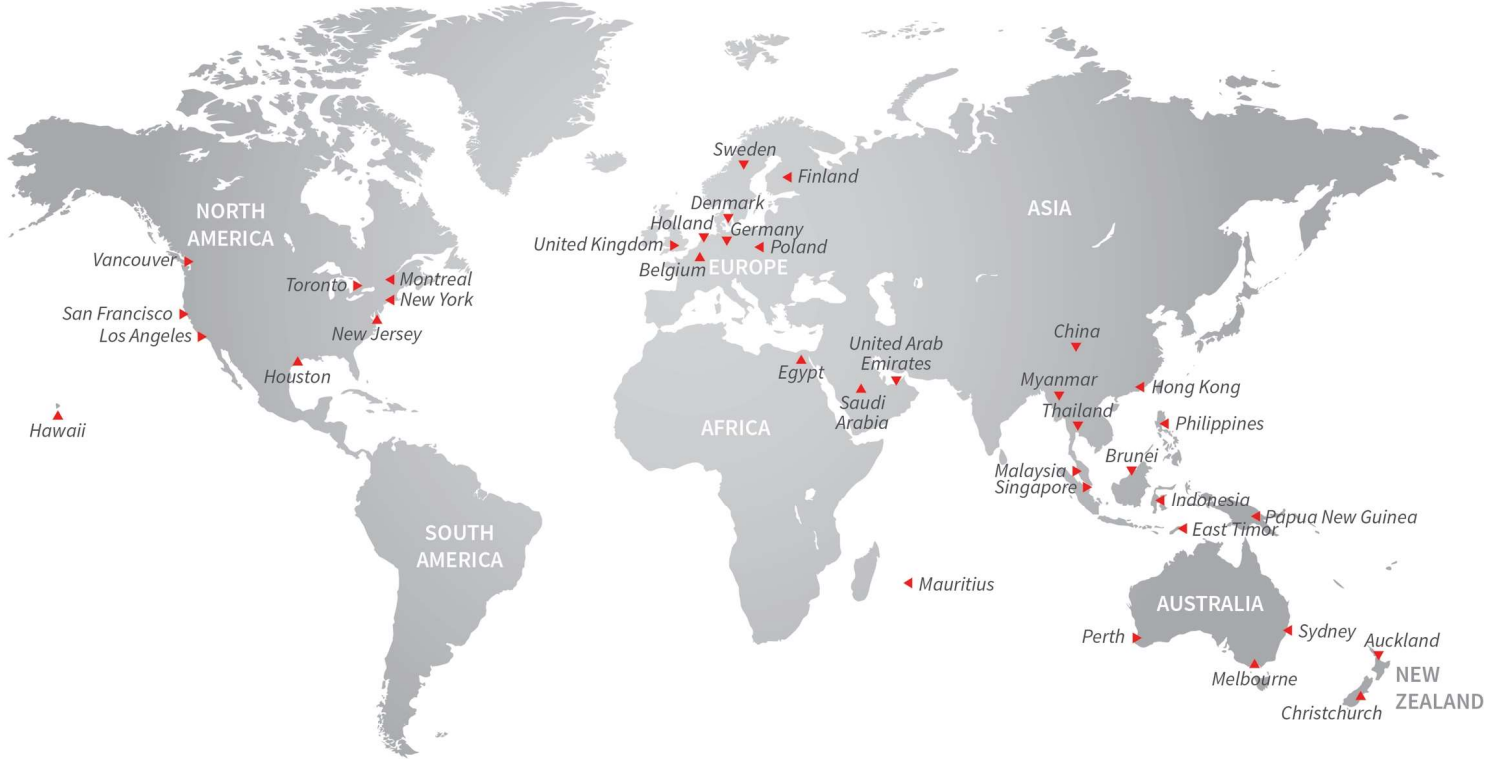 Sweden
Finland
NORTH
AMERICA
Denmark
ASIA
Holland
Germany
United Kingdom
Poland
Belgium
EUROPE
Vancouver
Toronto
Montreal
New York
San Francisco
Los Angeles
New Jersey
China
United Arab
Emirates
Houston
Egypt
Myanmar
Hong Kong
Saudi
Arabia
Thailand
Hawaii
AFRICA
Philippines
Brunei
Malaysia
Singapore
Indonesia
Papua New Guinea
East Timor
SOUTH
AMERICA
Mauritius
AUSTRALIA
Perth
Sydney
Auckland
Melbourne
NEW
ZEALAND
Christchurch